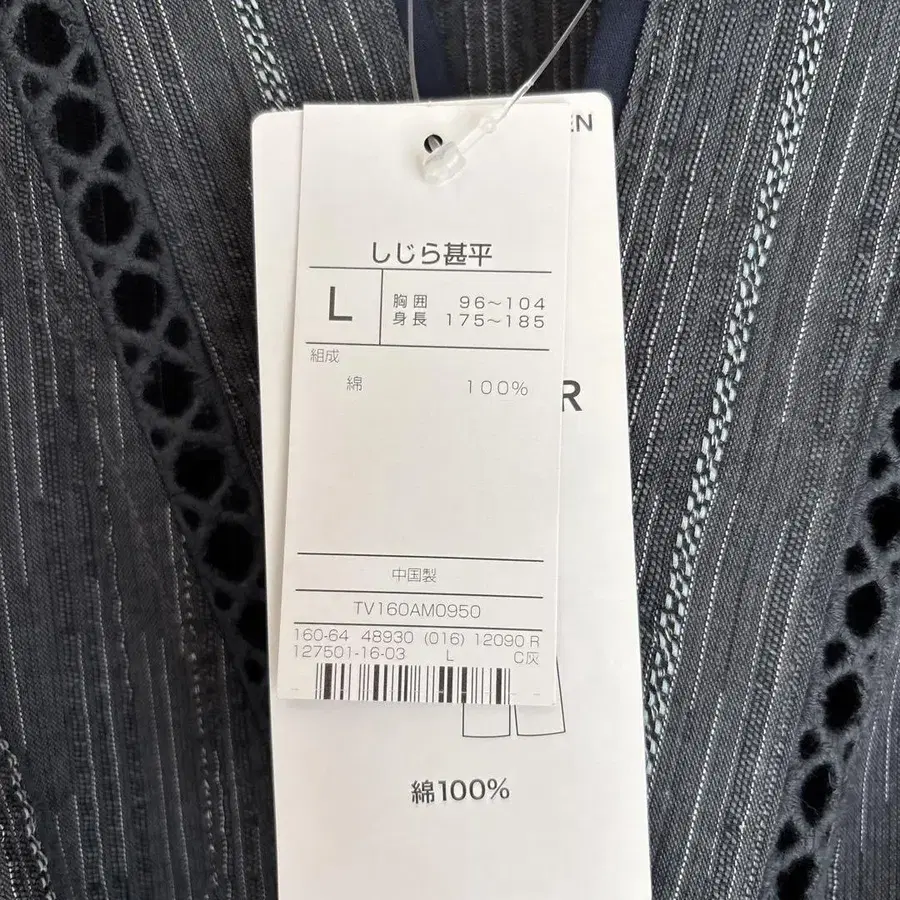 EN
しじら甚平
L
胸囲 96～104
身長 175～185
組成
綿 100%
R
中国製
TV160AM0950
160-64 48930 (016) 12090 R
127501-16-03 L C灰
綿100%